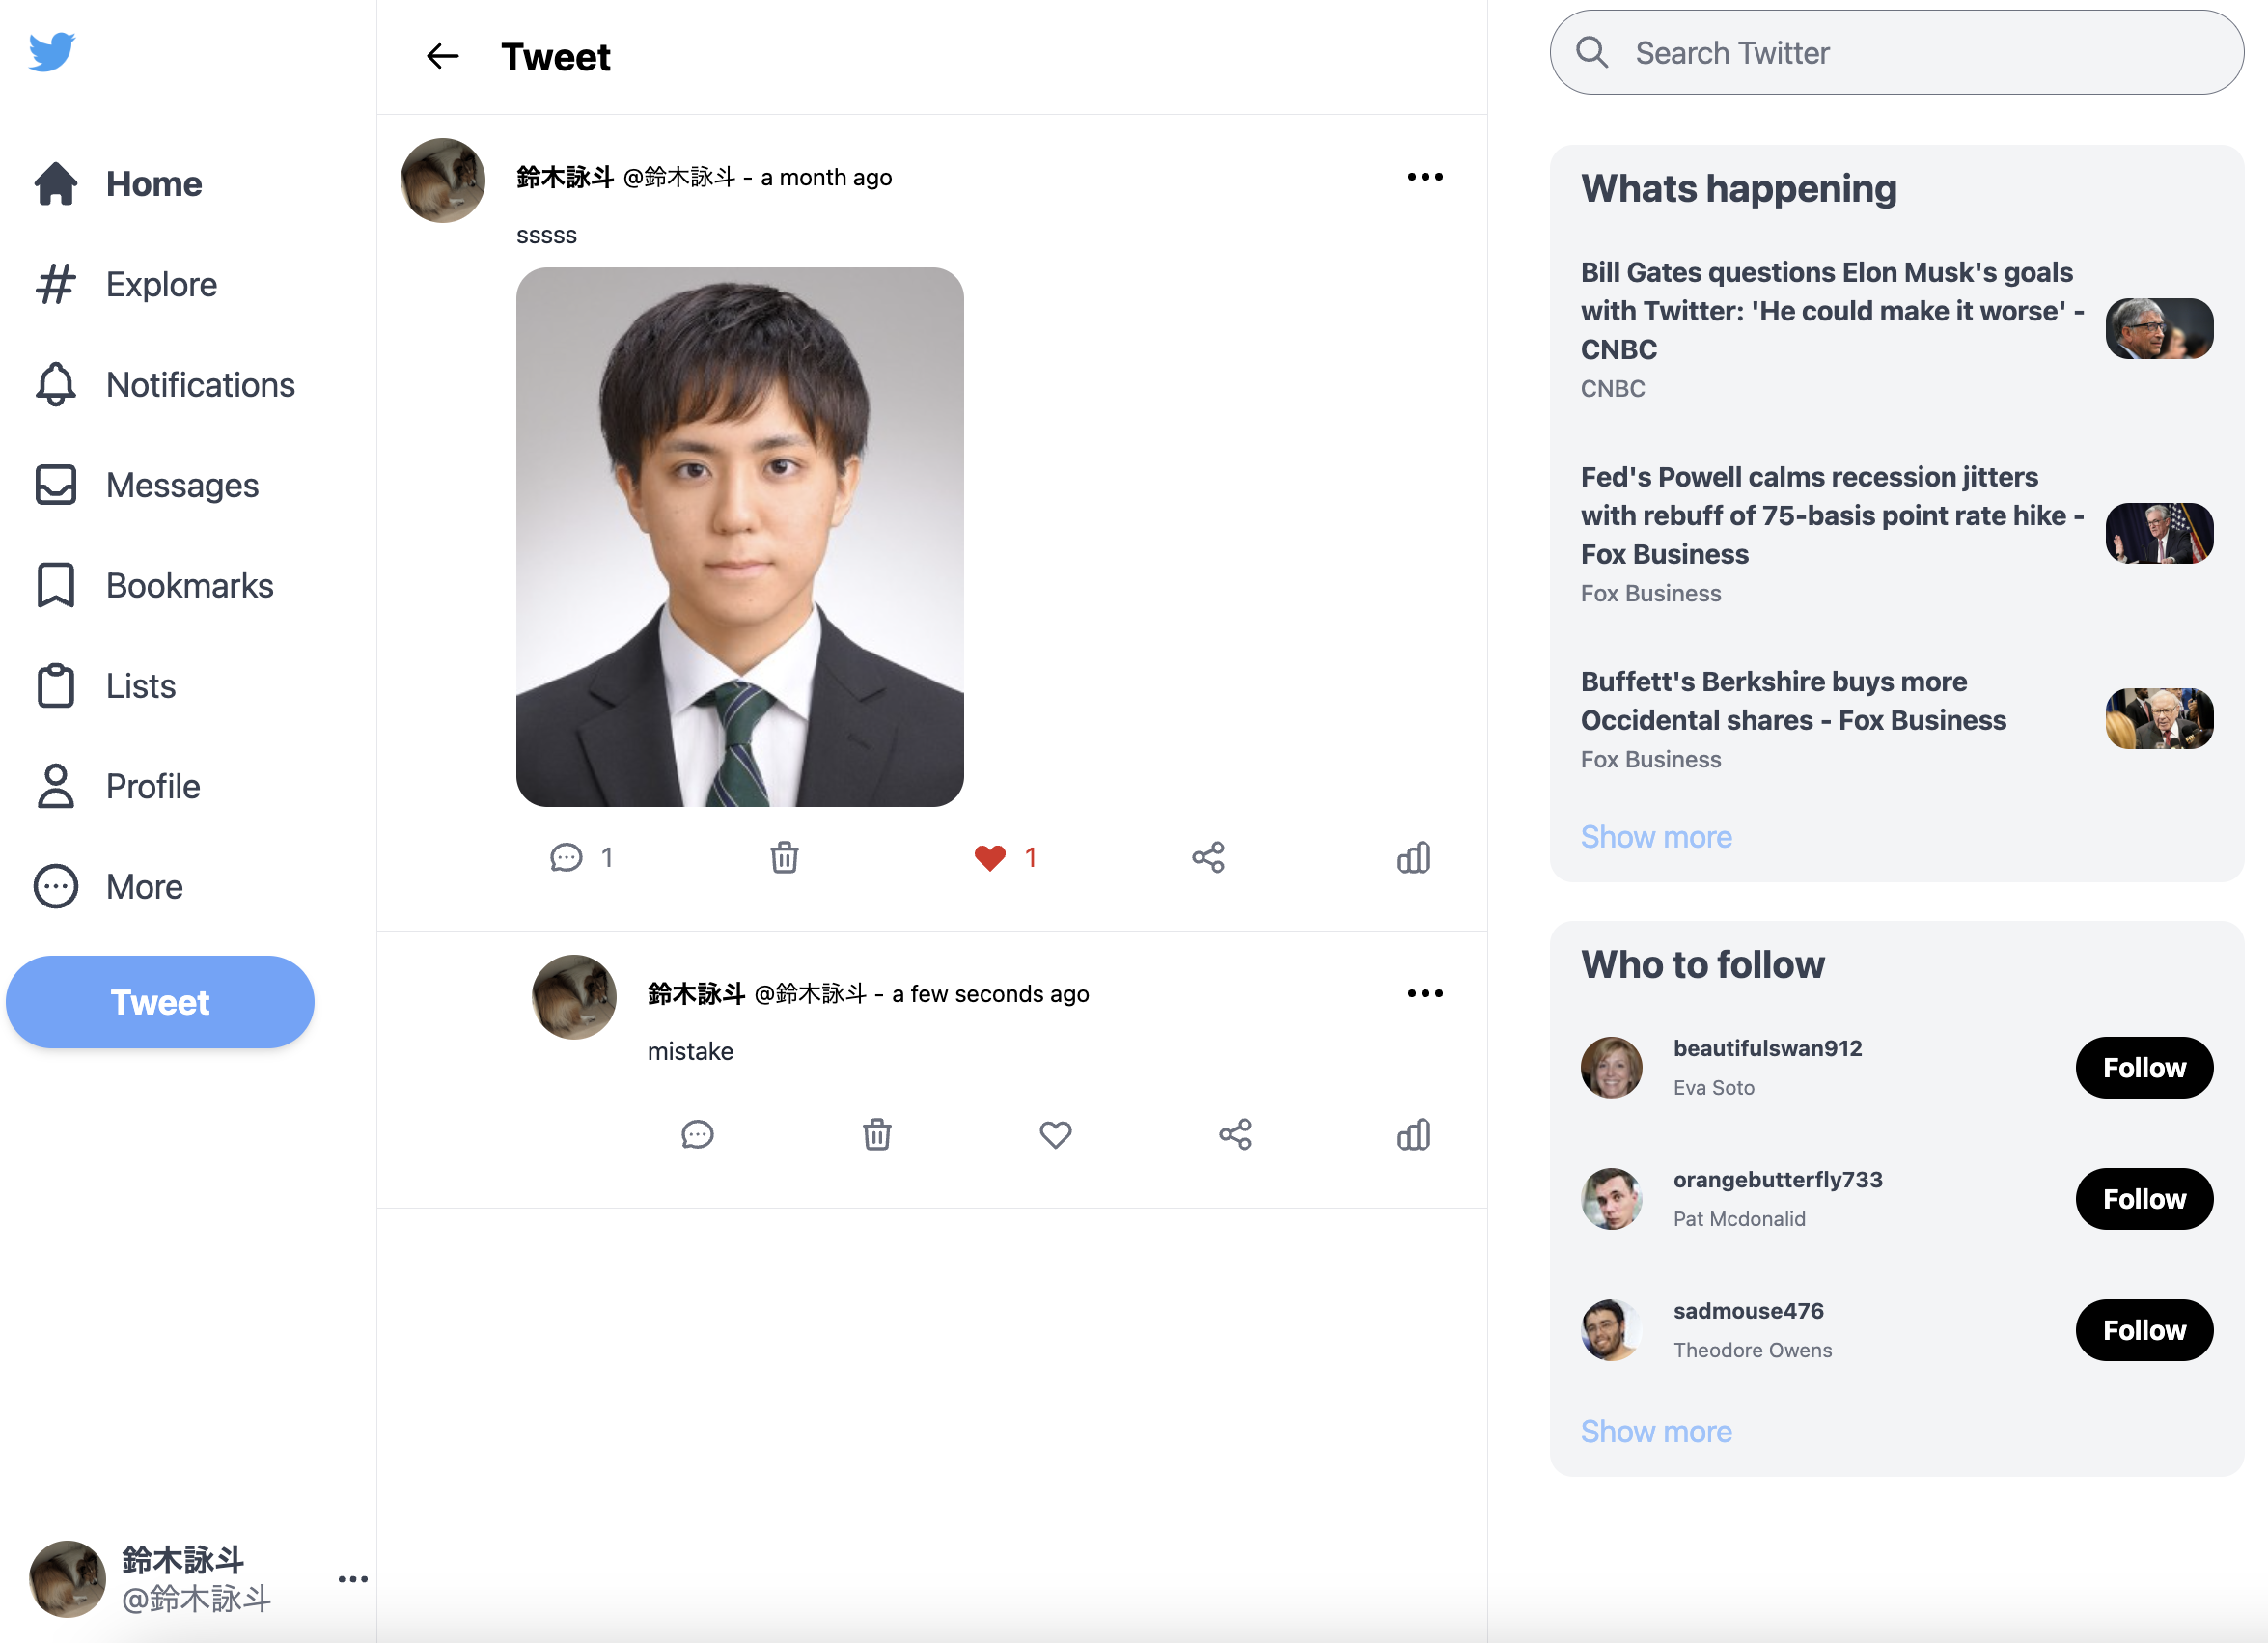 Home
Explore
Notifications
Messages
Bookmarks
Lists
Profile
More
Tweet
鈴木詠斗
@鈴木詠斗
Tweet
鈴木詠斗 @鈴木詠斗 - a month ago
sssss
1
1
鈴木詠斗 @鈴木詠斗 - a few seconds ago
mistake
Search Twitter
Whats happening
Bill Gates questions Elon Musk's goals
with Twitter: 'He could make it worse' -
CNBC
CNBC
Fed's Powell calms recession jitters
with rebuff of 75-basis point rate hike -
Fox Business
Fox Business
Buffett's Berkshire buys more
Occidental shares - Fox Business
Fox Business
Show more
Who to follow
beautifulswan912
Eva Soto
Follow
orangebutterfly733
Pat Mcdonalid
Follow
sadmouse476
Theodore Owens
Follow
Show more